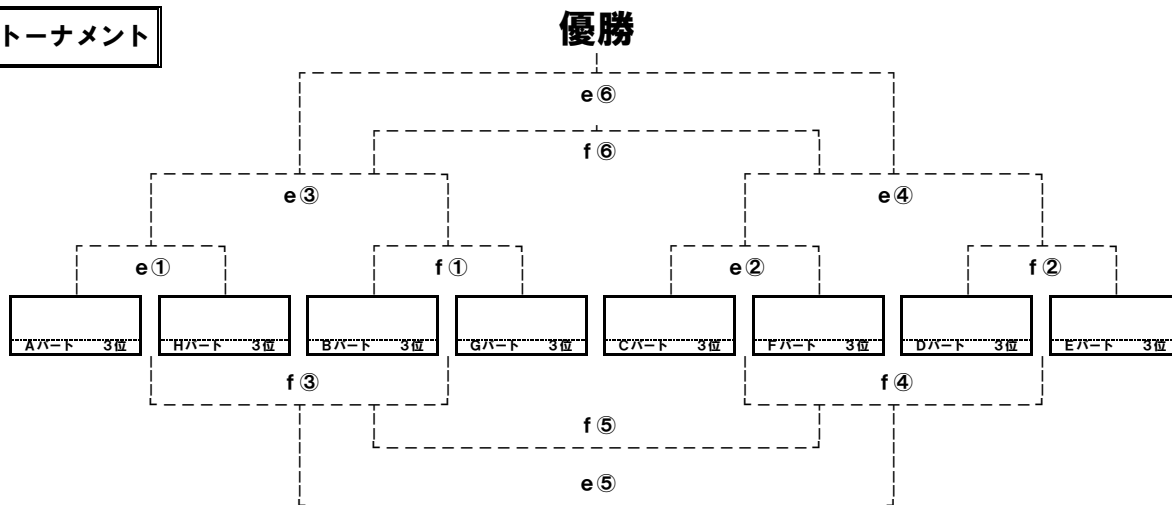 優勝
トーナメント
e⑥
f⑥
e③
e④
e①
f①
e②
f②
Aパート 3位
Hパート 3位
Bパート 3位
Gパート 3位
Cパート 3位
Fパート 3位
Dパート 3位
Eパート 3位
f③
f④
f⑤
e⑤